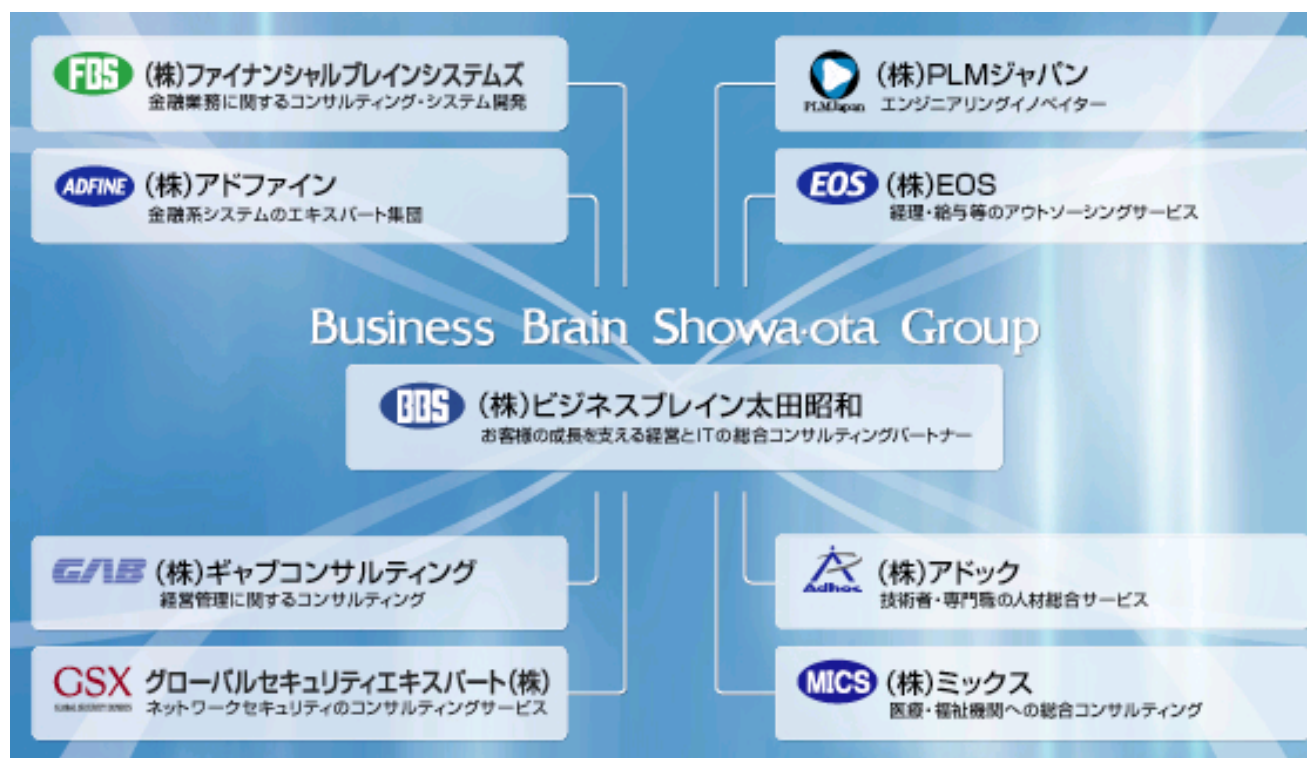 FBS (株)ファイナンシャルブレインシステムズ
金融業務に関するコンサルティング・システム開発
ADFINE (株)アドファイン
金融系システムのエキスパート集団
PLMJapan (株)PLMジャパン
エンジニアリングイノベイター
EOS (株)EOS
経理・給与等のアウトソーシングサービス
Business Brain Showa·ota Group
BBS (株)ビジネスブレイン太田昭和
お客様の成長を支える経営とITの総合コンサルティングパートナー
GAB (株)ギャブコンサルティング
経営管理に関するコンサルティング
GSX グローバルセキュリティエキスパート(株)
ネットワークセキュリティのコンサルティングサービス
Adhoc (株)アドック
技術者・専門職の人材総合サービス
MICS (株)ミックス
医療・福祉機関への総合コンサルティング